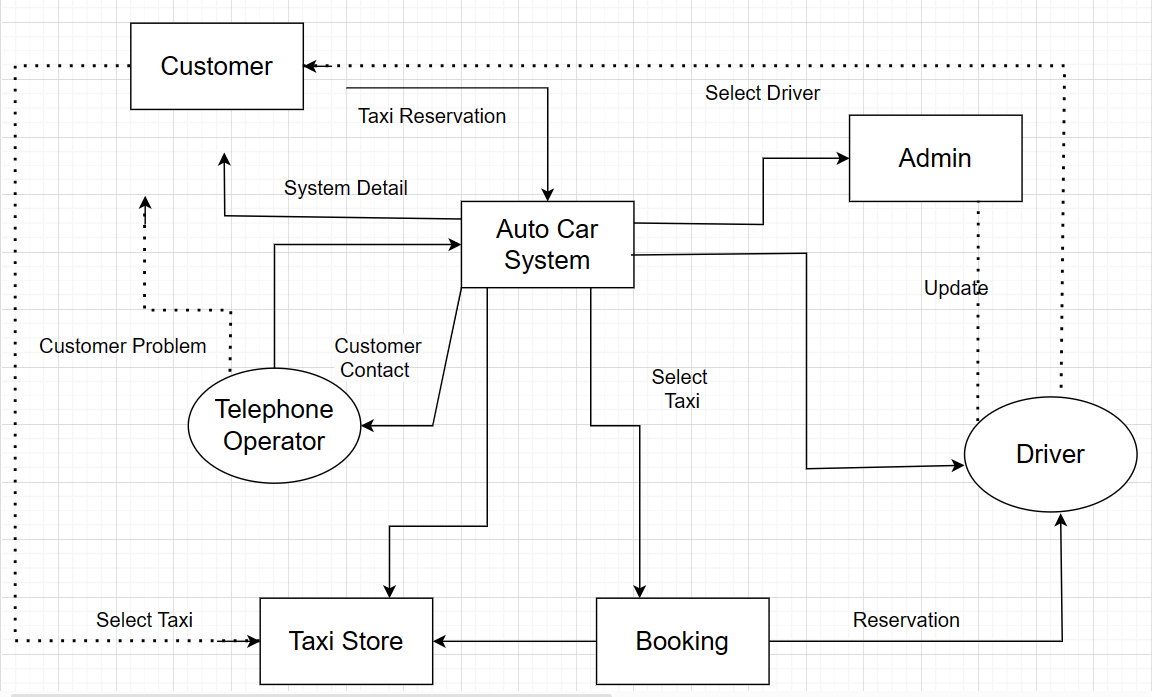 Customer
Select Driver
Taxi Reservation
Admin
System Detail
Auto Car
System
Update
Customer Problem
Customer
Contact
Select
Taxi
Telephone
Operator
Driver
Select Taxi
Taxi Store
Booking
Reservation